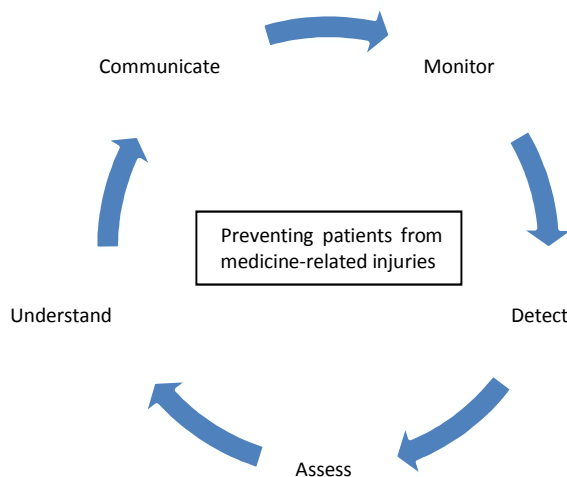 Communicate
Monitor
Preventing patients from
medicine-related injuries
Understand
Detect
Assess